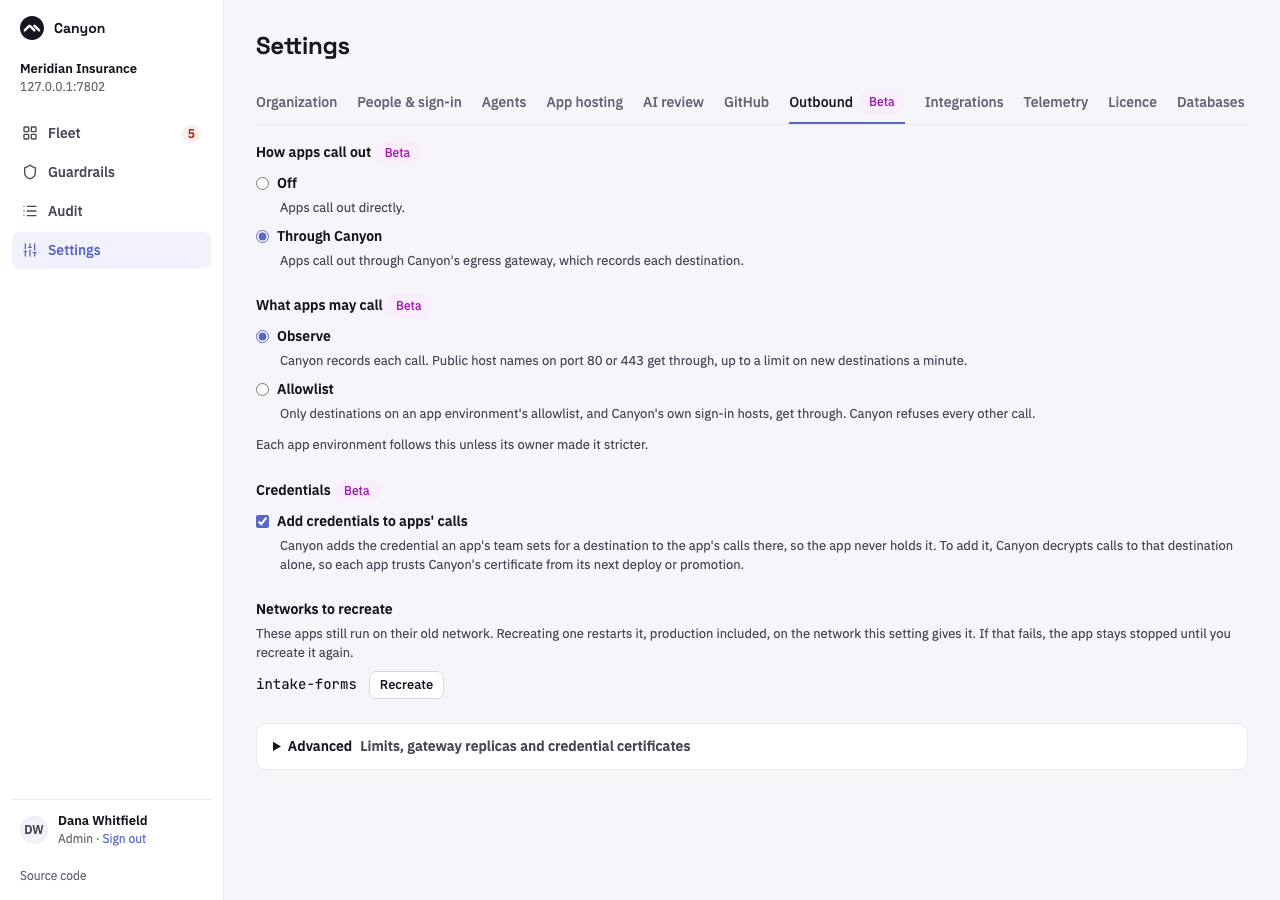 Canyon
Meridian Insurance
127.0.0.1:7802
Fleet 5
Guardrails
Audit
Settings
DW
Dana Whitfield
Admin · Sign out
Source code
Settings
Organization People & sign-in Agents App hosting AI review GitHub Outbound Beta Integrations Telemetry Licence Databases
How apps call out Beta
Off
Apps call out directly.
Through Canyon
Apps call out through Canyon's egress gateway, which records each destination.
What apps may call Beta
Observe
Canyon records each call. Public host names on port 80 or 443 get through, up to a limit on new destinations a minute.
Allowlist
Only destinations on an app environment's allowlist, and Canyon's own sign-in hosts, get through. Canyon refuses every other call.
Each app environment follows this unless its owner made it stricter.
Credentials Beta
Add credentials to apps' calls
Canyon adds the credential an app's team sets for a destination to the app's calls there, so the app never holds it. To add it, Canyon decrypts calls to that destination
alone, so each app trusts Canyon's certificate from its next deploy or promotion.
Networks to recreate
These apps still run on their old network. Recreating one restarts it, production included, on the network this setting gives it. If that fails, the app stays stopped until you
recreate it again.
intake-forms Recreate
Advanced Limits, gateway replicas and credential certificates